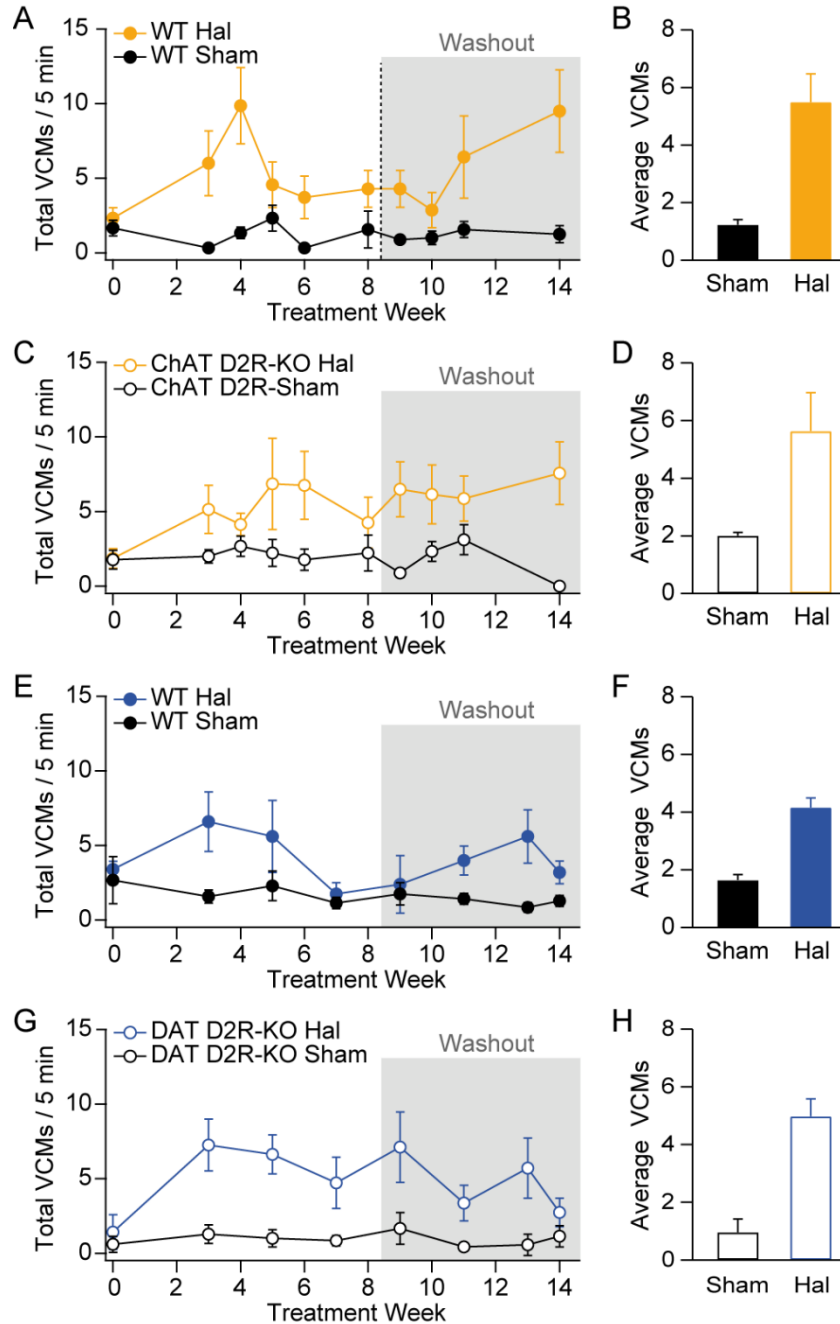 A
WT Hal
WT Sham
Washout
15
10
5
0
Total VCMs / 5 min
0 2 4 6 8 10 12 14
Treatment Week
B
8
6
4
2
0
Average VCMs
Sham Hal
C
ChAT D2R-KO Hal
ChAT D2R-Sham
Washout
15
10
5
0
Total VCMs / 5 min
0 2 4 6 8 10 12 14
Treatment Week
D
8
6
4
2
0
Average VCMs
Sham Hal
E
WT Hal
WT Sham
Washout
15
10
5
0
Total VCMs / 5 min
0 2 4 6 8 10 12 14
Treatment Week
F
8
6
4
2
0
Average VCMs
Sham Hal
G
DAT D2R-KO Hal
DAT D2R-KO Sham
Washout
15
10
5
0
Total VCMs / 5 min
0 2 4 6 8 10 12 14
Treatment Week
H
8
6
4
2
0
Average VCMs
Sham Hal